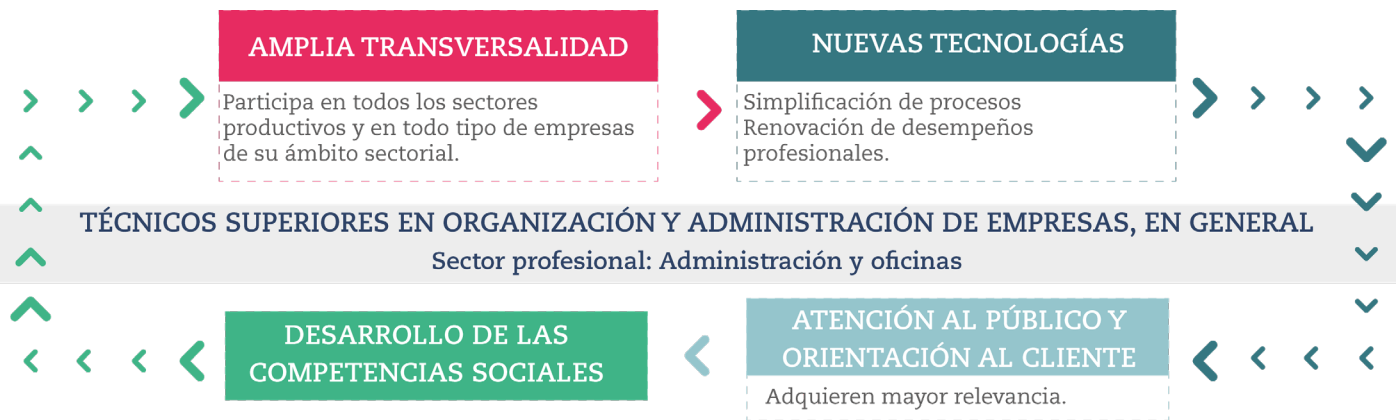 AMPLIA TRANSVERSALIDAD
Participa en todos los sectores
productivos y en todo tipo de empresas
de su ámbito sectorial.
NUEVAS TECNOLOGÍAS
Simplificación de procesos
Renovación de desempeños
profesionales.
TÉCNICOS SUPERIORES EN ORGANIZACIÓN Y ADMINISTRACIÓN DE EMPRESAS, EN GENERAL
Sector profesional: Administración y oficinas
DESARROLLO DE LAS
COMPETENCIAS SOCIALES
ATENCIÓN AL PÚBLICO Y
ORIENTACIÓN AL CLIENTE
Adquieren mayor relevancia.